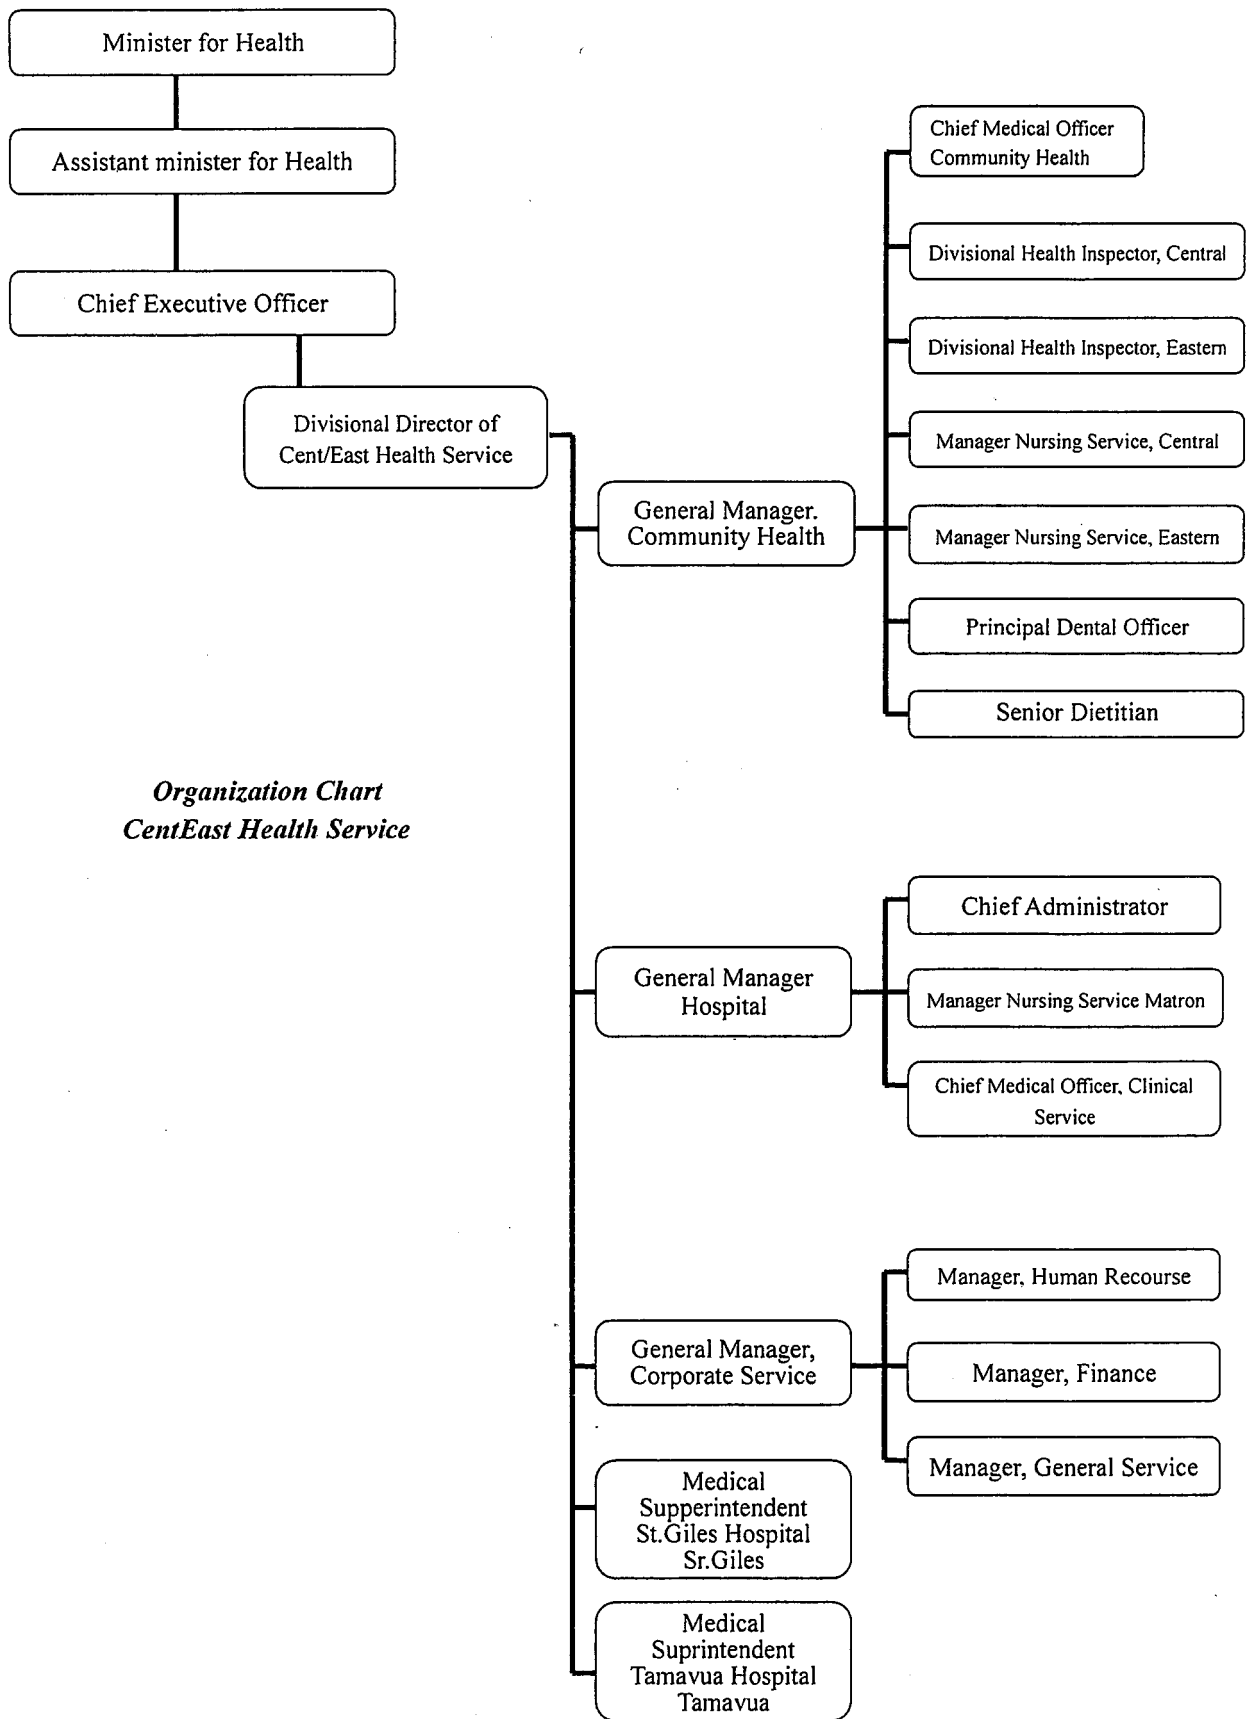 Minister for Health
Assistant minister for Health
Chief Executive Officer
Divisional Director of
Cent/East Health Service
General Manager.
Community Health
Chief Medical Officer
Community Health
Divisional Health Inspector, Central
Divisional Health Inspector, Eastern
Manager Nursing Service, Central
Manager Nursing Service, Eastern
Principal Dental Officer
Senior Dietitian
Organization Chart
CentEast Health Service
General Manager
Hospital
Chief Administrator
Manager Nursing Service Matron
Chief Medical Officer, Clinical
Service
General Manager,
Corporate Service
Manager, Human Recourse
Manager, Finance
Manager, General Service
Medical
Supperintendent
St.Giles Hospital
Sr.Giles
Medical
Suprintendent
Tamavua Hospital
Tamavua